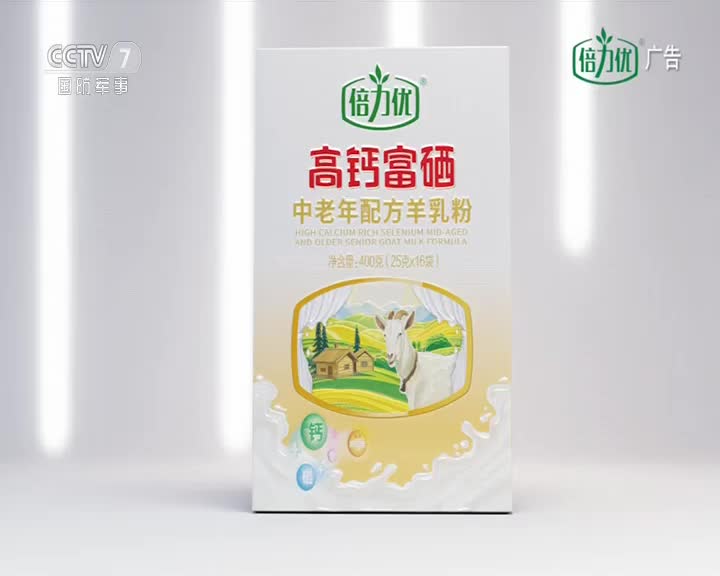 CCTV 7
国防军事
倍力优® 广告
倍力优®
高钙富硒
中老年配方羊乳粉
HIGH CALCIUM RICH SELENIUM MID-AGED
AND OLDER SENIOR GOAT MILK FORMULA
净含量:400克(25克×16袋)
钙